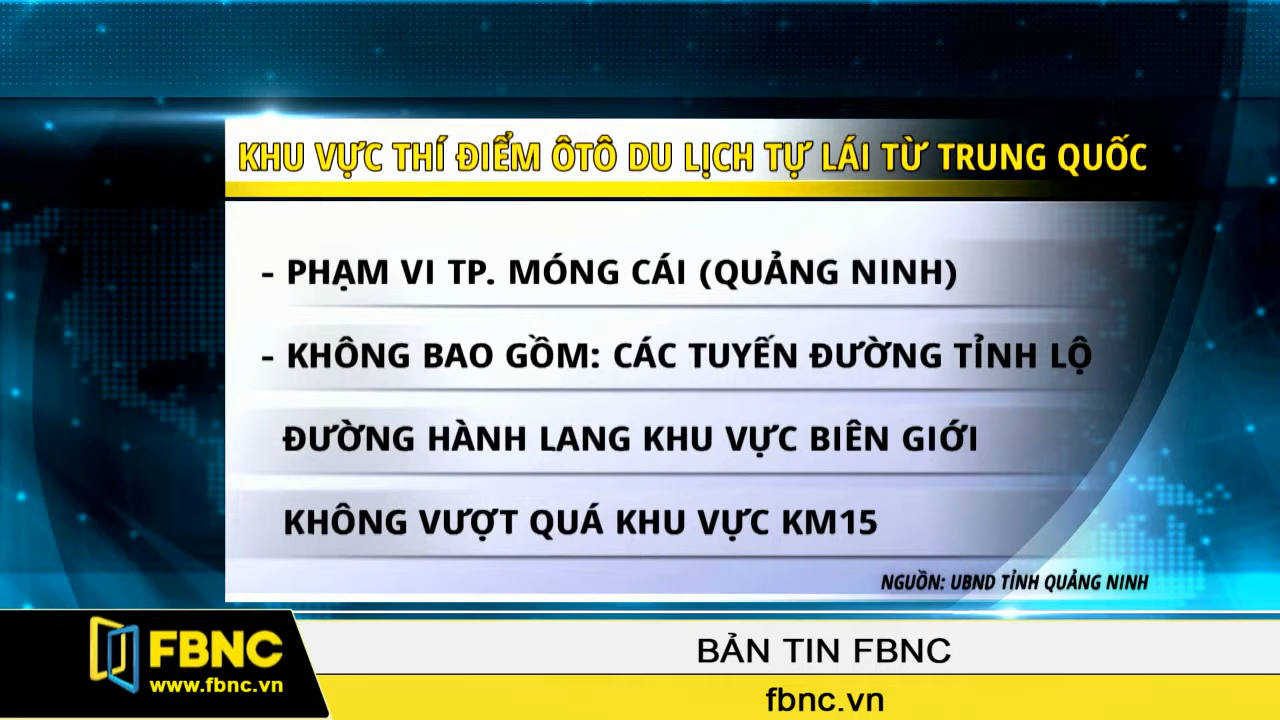 KHU VỰC THÍ ĐIỂM ÔTÔ DU LỊCH TỰ LÁI TỪ TRUNG QUỐC
- PHẠM VI TP. MÓNG CÁI (QUẢNG NINH)
- KHÔNG BAO GỒM: CÁC TUYẾN ĐƯỜNG TỈNH LỘ
ĐƯỜNG HÀNH LANG KHU VỰC BIÊN GIỚI
KHÔNG VƯỢT QUÁ KHU VỰC KM15
NGUỒN: UBND TỈNH QUẢNG NINH
FBNC
www.fbnc.vn
BẢN TIN FBNC
fbnc.vn